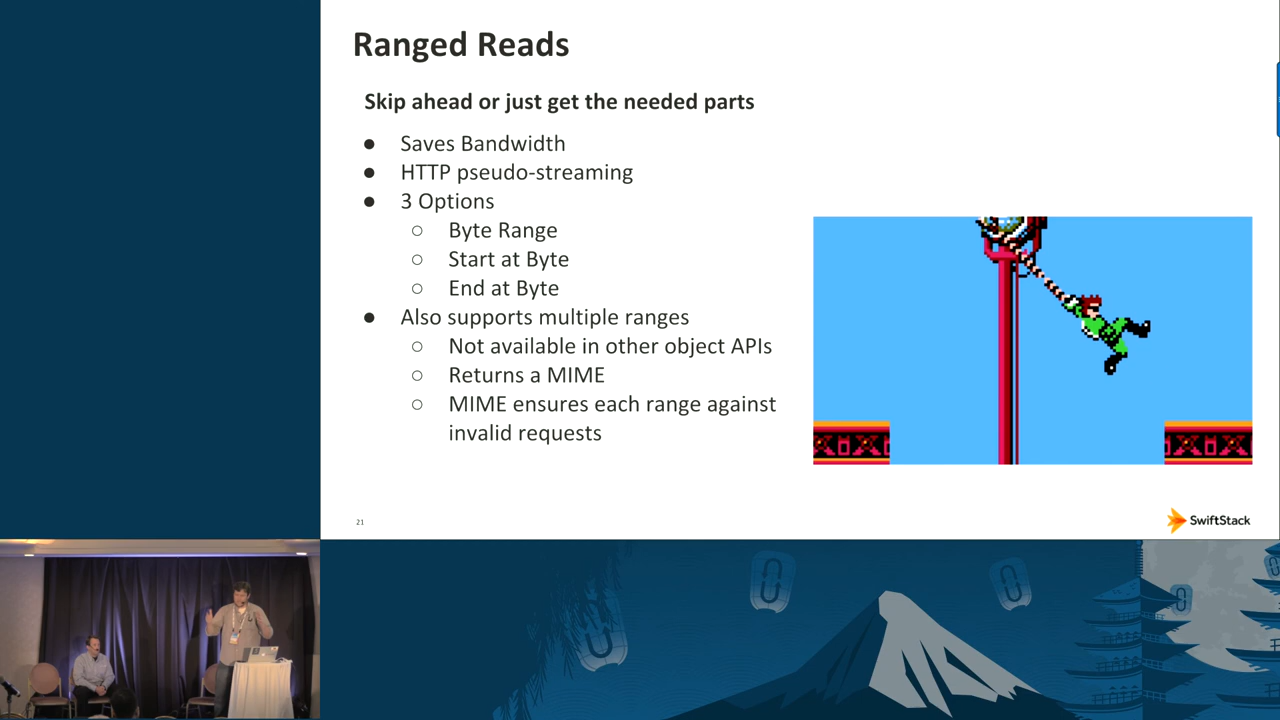 Ranged Reads
Skip ahead or just get the needed parts
● Saves Bandwidth
● HTTP pseudo-streaming
● 3 Options
○ Byte Range
○ Start at Byte
○ End at Byte
● Also supports multiple ranges
○ Not available in other object APIs
○ Returns a MIME
○ MIME ensures each range against
invalid requests
21
SwiftStack